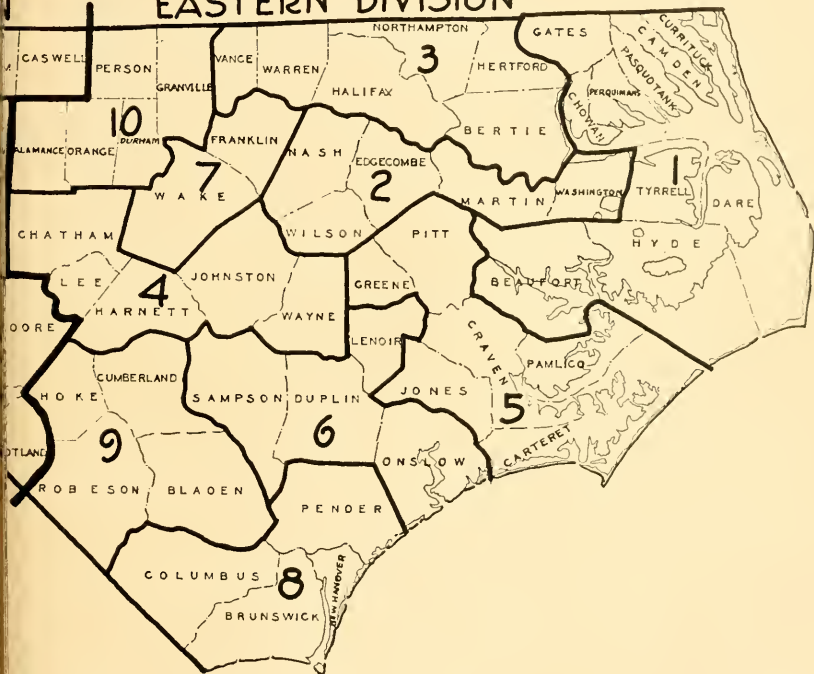 EASTERN DIVISION
NORTHAMPTON
GATES
CURRITUCK
CAMDEN
PASQUOTANK
PERQUIMANS
CHOWAN
CASWELL
PERSON
GRANVILLE
VANCE
WARREN
3
HERTFORD
HALIFAX
BERTIE
10
DURHAM
ALAMANCE
ORANGE
FRANKLIN
NASH
EDGECOMBE
7
WAKE
2
MARTIN
WASHINGTON
1
TYRRELL
DARE
CHATHAM
WILSON
PITT
HYDE
LEE
JOHNSTON
GREENE
BEAUFORT
4
HARNETT
WAYNE
OORE
LENOIR
CRAVEN
PAMLICO
CUMBERLAND
HOKE
SAMPSON
DUPLIN
JONES
5
9
6
ONSLOW
CARTERET
OTLAND
ROBESON
BLADEN
PENDER
COLUMBUS
8
NEW HANOVER
BRUNSWICK